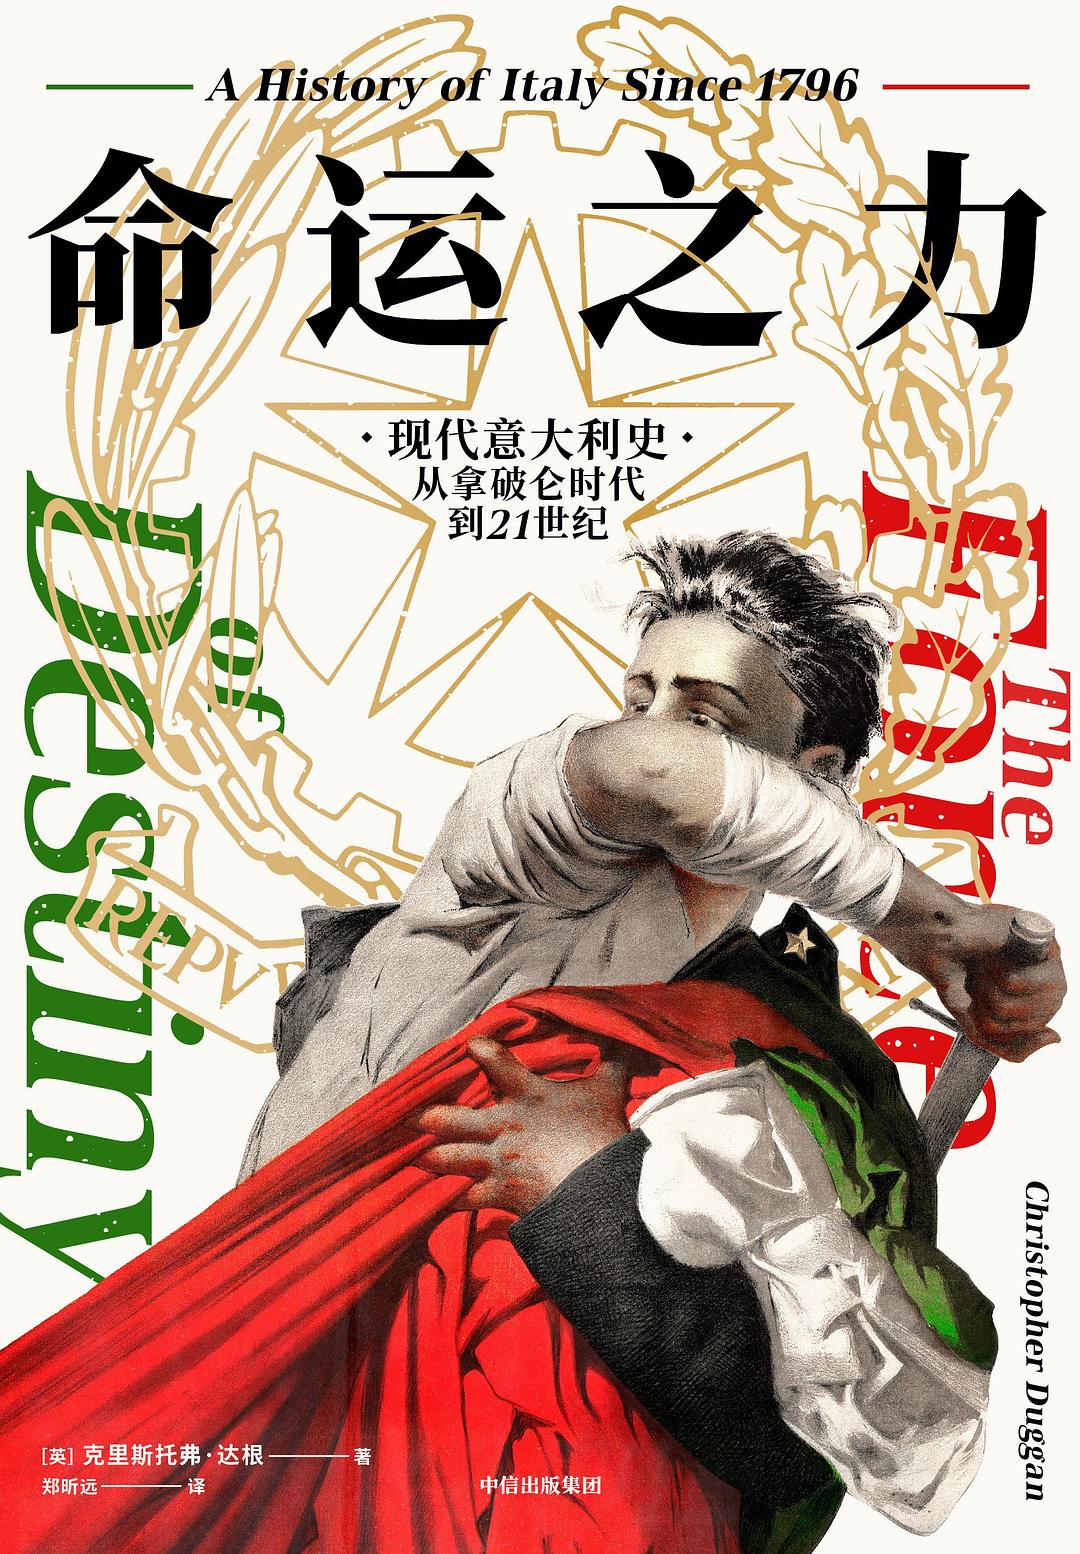 A History of Italy Since 1796
命运之力
·现代意大利史·
从拿破仑时代
到21世纪
The
Force
of
Destiny
REPV
Christopher Duggan
[英] 克里斯托弗·达根 著
郑昕远 译
中信出版集团